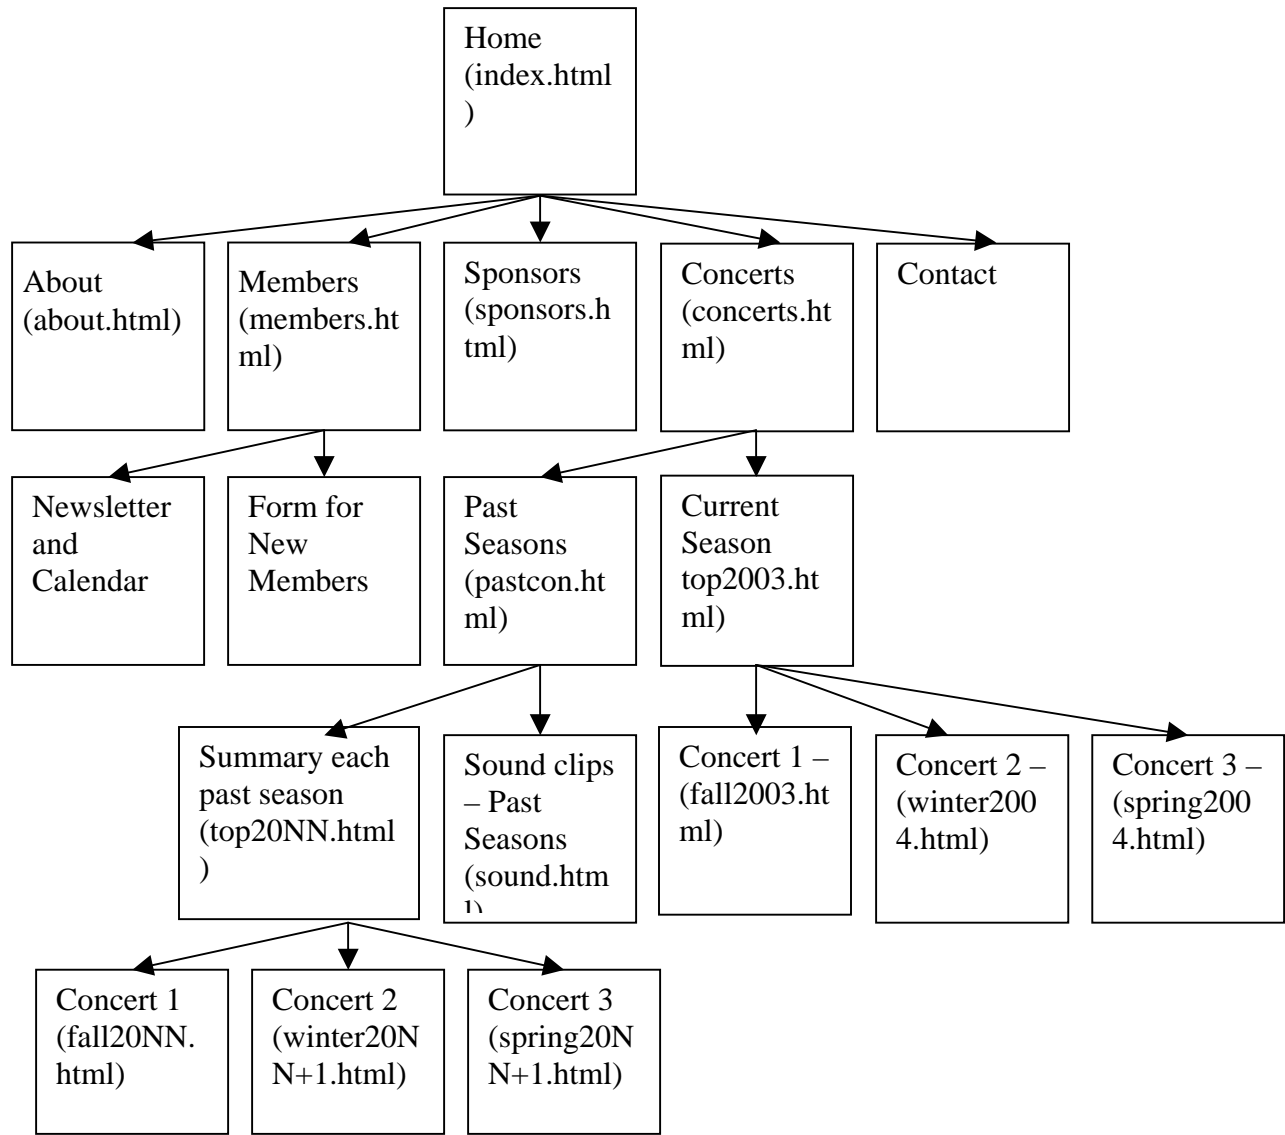 Home
(index.html
)
About
(about.html)
Members
(members.ht
ml)
Sponsors
(sponsors.h
tml)
Concerts
(concerts.ht
ml)
Contact
Newsletter
and
Calendar
Form for
New
Members
Past
Seasons
(pastcon.ht
ml)
Current
Season
top2003.ht
ml)
Summary each
past season
(top20NN.html
)
Sound clips
– Past
Seasons
(sound.htm
l)
Concert 1 –
(fall2003.ht
ml)
Concert 2 –
(winter200
4.html)
Concert 3 –
(spring200
4.html)
Concert 1
(fall20NN.
html)
Concert 2
(winter20N
N+1.html)
Concert 3
(spring20N
N+1.html)